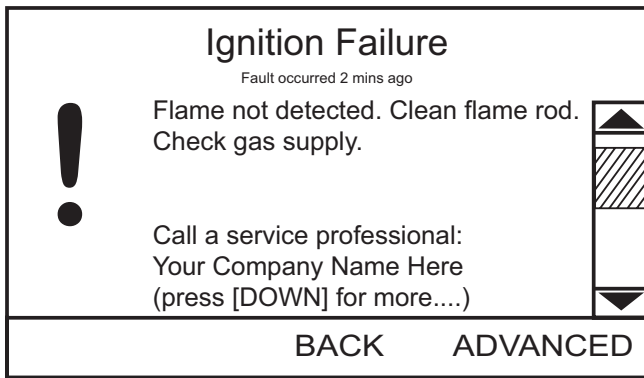 Ignition Failure
Fault occurred 2 mins ago
Flame not detected. Clean flame rod.
Check gas supply.
Call a service professional:
Your Company Name Here
(press [DOWN] for more....)
BACK ADVANCED